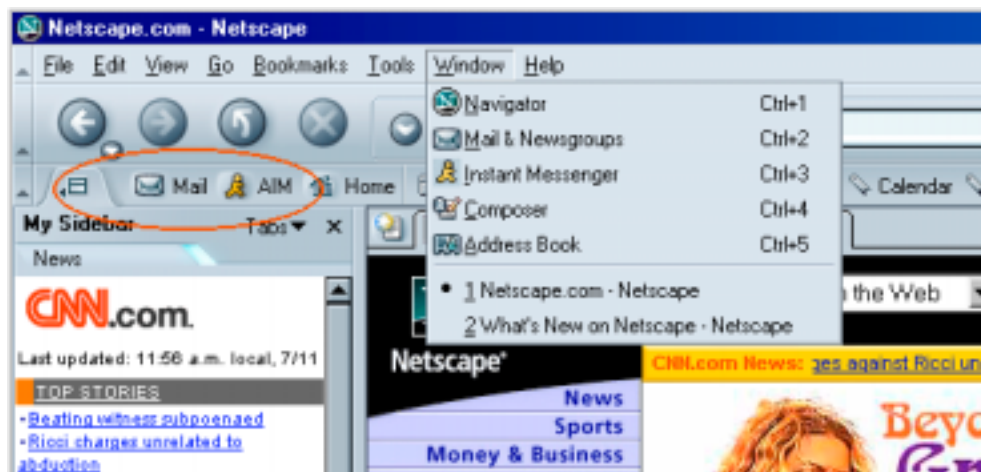 Netscape.com - Netscape
File Edit View Go Bookmarks Tools Window Help
Navigator Ctrl+1
Mail & Newsgroups Ctrl+2
Instant Messenger Ctrl+3
Composer Ctrl+4
Address Book Ctrl+5
1 Netscape.com - Netscape
2 What's New on Netscape - Netscape
Mail AIM Home Calendar
My Sidebar Tabs
News
CNN.com.
Last updated: 11:56 a.m. local, 7/11
TOP STORIES
Beating witness subpoenaed
Ricci charges unrelated to
abduction
the Web
Netscape
CNN.com News: ges against Ricci un
News
Sports
Money & Business
Beyo